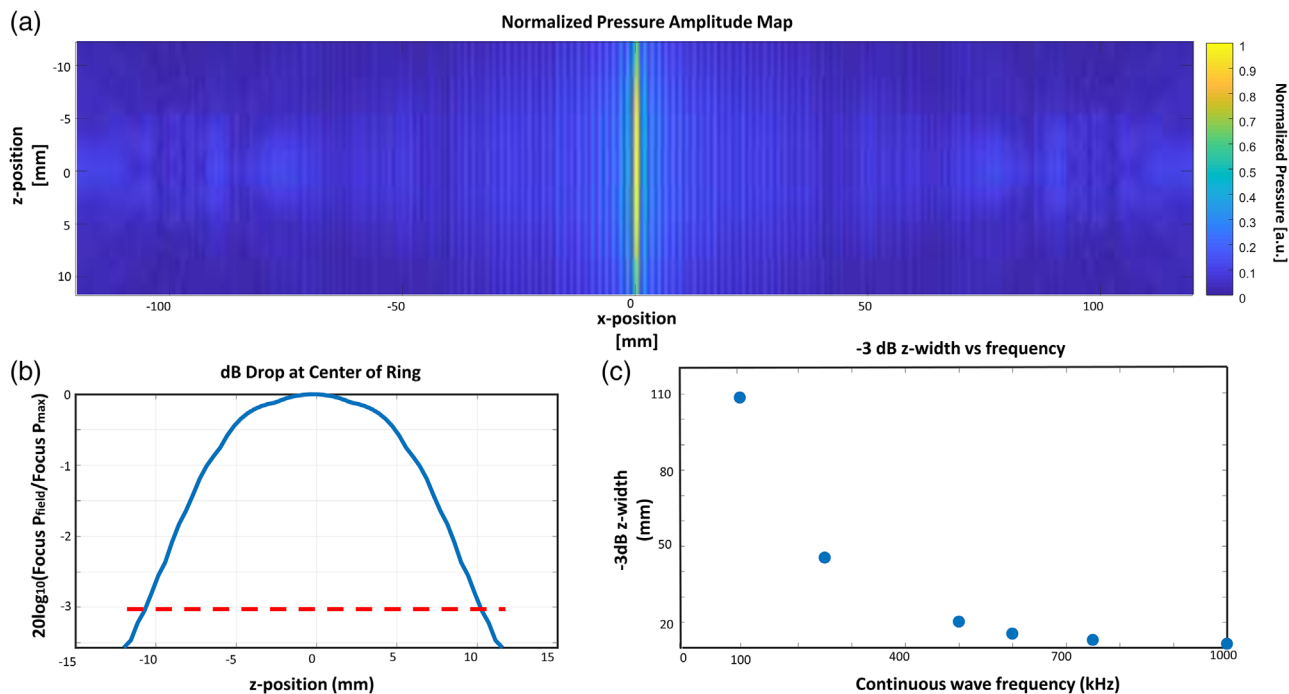 (a)
Normalized Pressure Amplitude Map
z-position
[mm]
-10
-5
0
5
10
-100
-50
0
50
100
x-position
[mm]
1
0.9
0.8
0.7
0.6
0.5
0.4
0.3
0.2
0.1
0
Normalized Pressure [a.u.]
(b)
dB Drop at Center of Ring
20log10(Focus Pfield/Focus Pmax)
0
-1
-2
-3
-15
-10
-5
0
5
10
15
z-position (mm)
(c)
-3 dB z-width vs frequency
-3dB z-width
(mm)
110
80
50
20
0
100
400
700
1000
Continuous wave frequency (kHz)